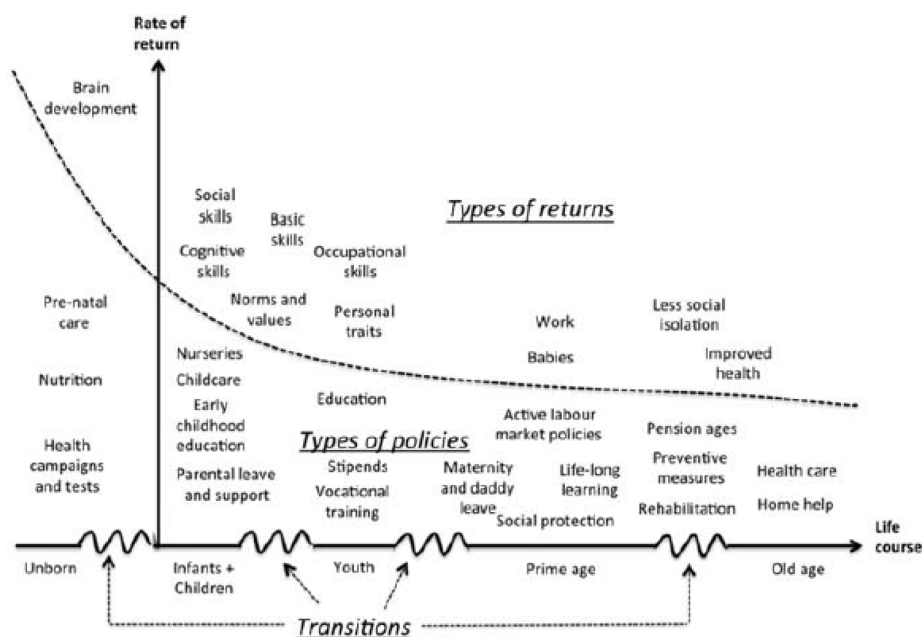 Rate of
return
Brain
development
Social
skills
Basic
skills
Types of returns
Cognitive
skills
Occupational
skills
Pre-natal
care
Norms and
values
Personal
traits
Work
Less social
isolation
Nurseries
Babies
Improved
health
Nutrition
Childcare
Education
Early
childhood
education
Active labour
market policies
Pension ages
Types of policies
Health
campaigns
and tests
Parental leave
and support
Stipends
Vocational
training
Maternity
and daddy
leave
Life-long
learning
Preventive
measures
Health care
Social protection
Rehabilitation
Home help
Life
course
Unborn
Infants +
Children
Youth
Prime age
Old age
Transitions